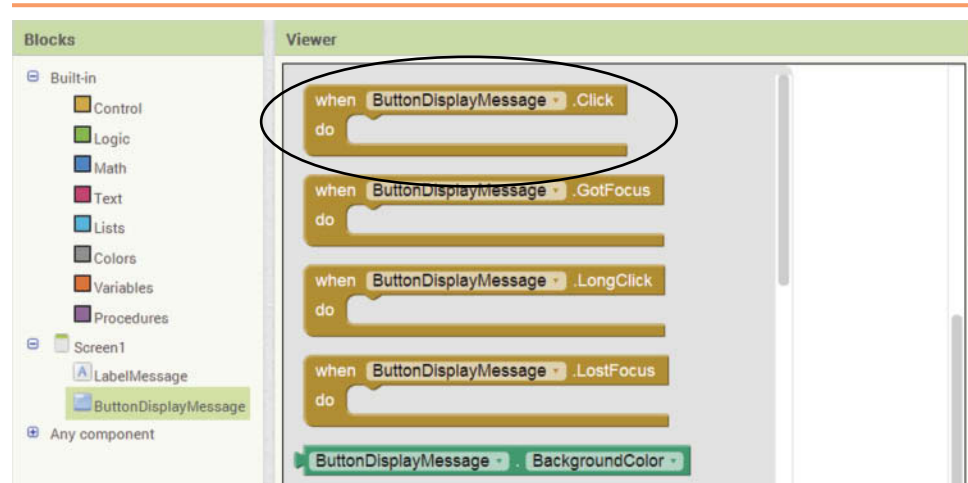 Blocks
Viewer
Built-in
Control
Logic
Math
Text
Lists
Colors
Variables
Procedures
Screen1
A LabelMessage
ButtonDisplayMessage
Any component
when ButtonDisplayMessage .Click
do
when ButtonDisplayMessage .GotFocus
do
when ButtonDisplayMessage .LongClick
do
when ButtonDisplayMessage .LostFocus
do
ButtonDisplayMessage . BackgroundColor